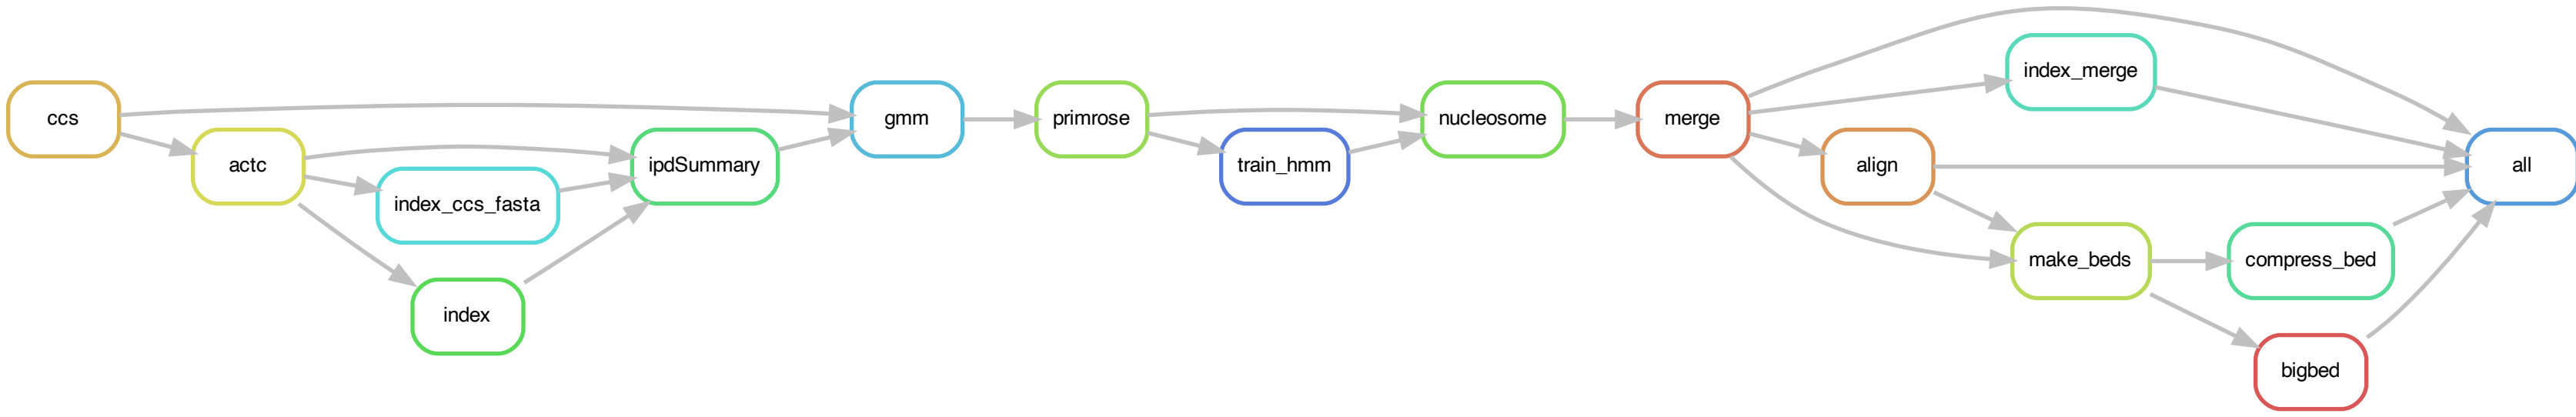 ccs
actc
index_ccs_fasta
index
ipdSummary
gmm
primrose
train_hmm
nucleosome
merge
index_merge
align
make_beds
compress_bed
bigbed
all